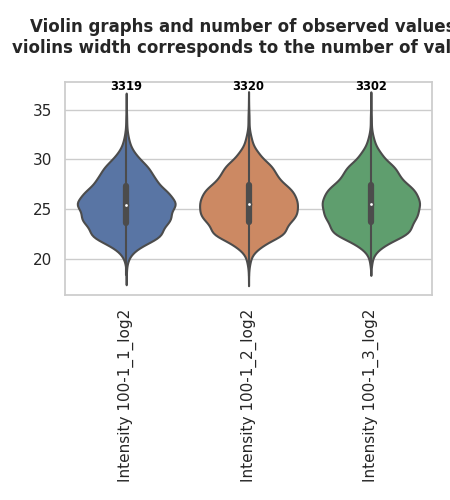 Violin graphs and number of observed values
violins width corresponds to the number of val
3319 3320 3302
35
30
25
20
Intensity 100-1_1_log2
Intensity 100-1_2_log2
Intensity 100-1_3_log2